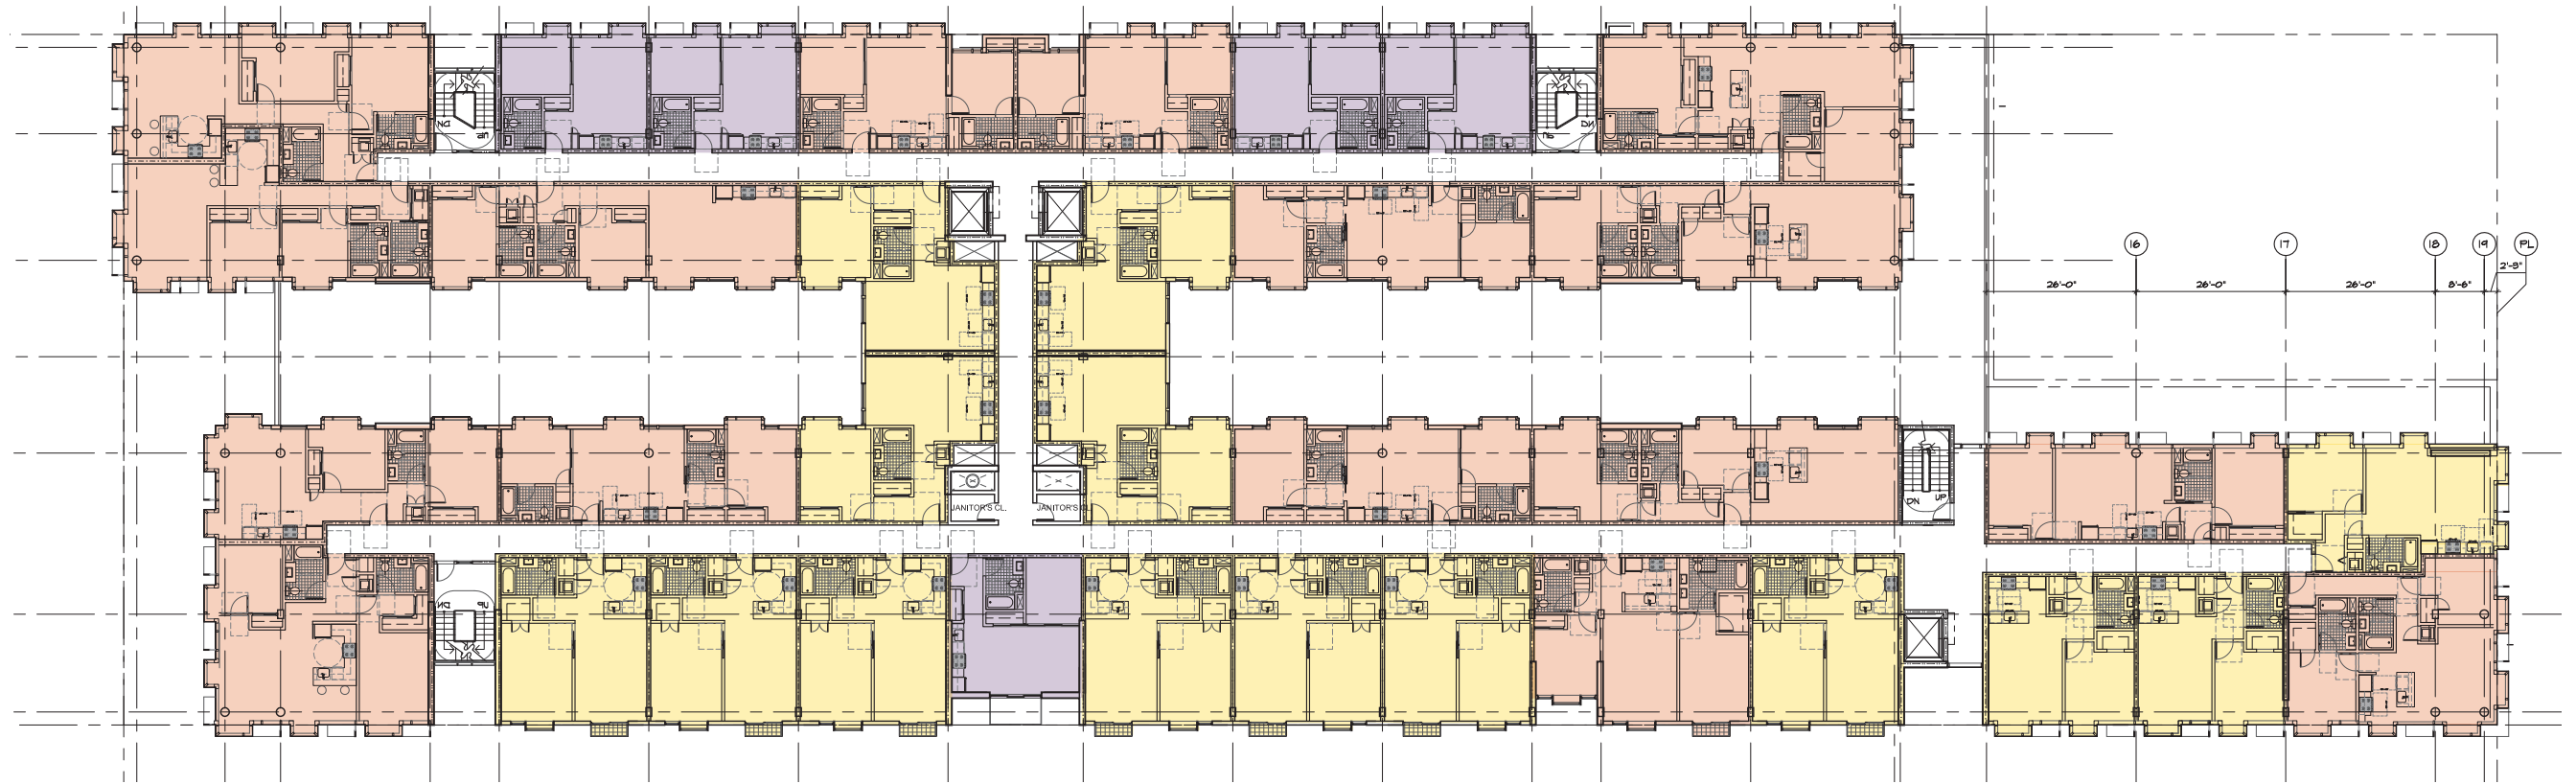 DN
UP
UP
DN
16
17
18
19
PL
2'-9"
26'-0"
26'-0"
26'-0"
8'-6"
DN
UP
JANITOR'S CL.
JANITOR'S CL.
DN
UP